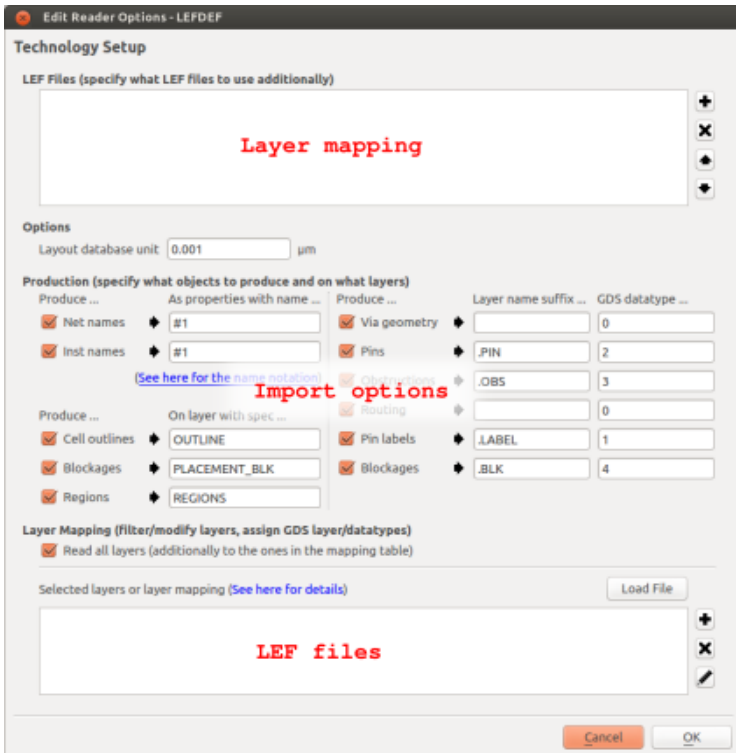 Edit Reader Options - LEFDEF
Technology Setup
LEF Files (specify what LEF files to use additionally)
Layer mapping
Options
Layout database unit 0.001 µm
Production (specify what objects to produce and on what layers)
Produce ... As properties with name ... Produce ... Layer name suffix ... GDS datatype ...
Net names #1 Via geometry 0
Inst names #1 Pins .PIN 2
(See here for the name notation) Obstructions .OBS 3
Import options
Produce ... On layer with spec ... Routing 0
Cell outlines OUTLINE Pin labels .LABEL 1
Blockages PLACEMENT_BLK Blockages .BLK 4
Regions REGIONS
Layer Mapping (filter/modify layers, assign GDS layer/datatypes)
Read all layers (additionally to the ones in the mapping table)
Selected layers or layer mapping (See here for details) Load File
LEF files
Cancel OK